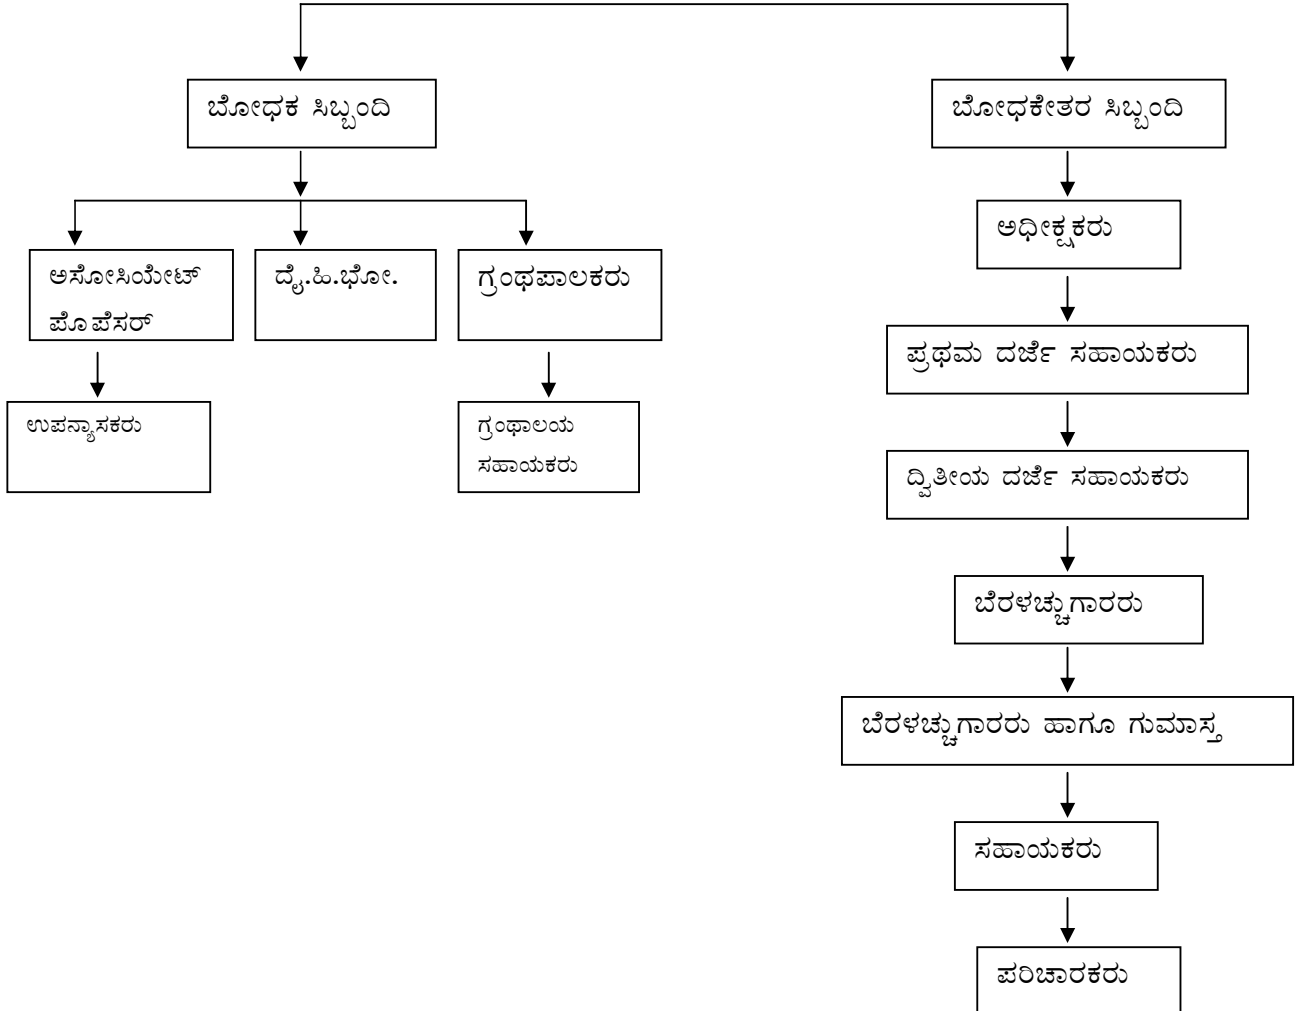 ಬೋಧಕ ಸಿಬ್ಬಂದಿ
ಬೋಧಕೇತರ ಸಿಬ್ಬಂದಿ
ಅಧೀಕ್ಷಕರು
ಅಸೋಸಿಯೇಟ್
ಪೊಪೆಸರ್
ದೈ.ಹಿ.ಭೋ.
ಗ್ರಂಥಪಾಲಕರು
ಪ್ರಥಮ ದರ್ಜೆ ಸಹಾಯಕರು
ಉಪನ್ಯಾಸಕರು
ಗ್ರಂಥಾಲಯ
ಸಹಾಯಕರು
ದ್ವಿತೀಯ ದರ್ಜೆ ಸಹಾಯಕರು
ಬೆರಳಚ್ಚುಗಾರರು
ಬೆರಳಚ್ಚುಗಾರರು ಹಾಗೂ ಗುಮಾಸ್ತ
ಸಹಾಯಕರು
ಪರಿಚಾರಕರು